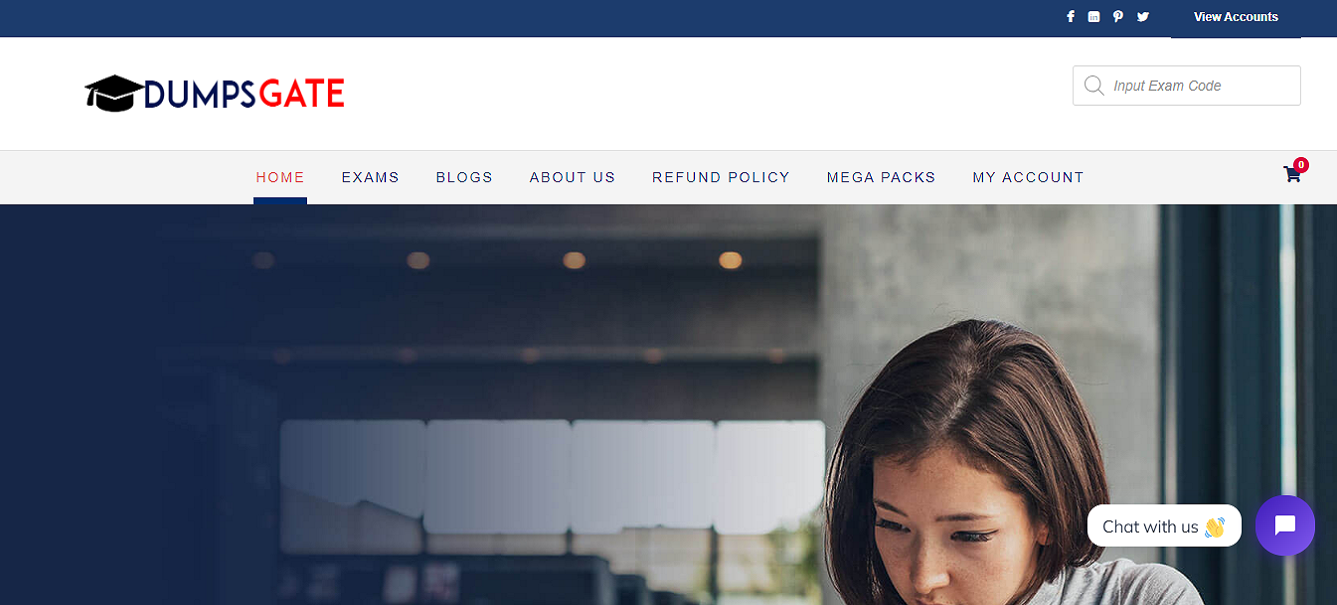 View Accounts
DUMPSGATE
Input Exam Code
HOME EXAMS BLOGS ABOUT US REFUND POLICY MEGA PACKS MY ACCOUNT 0
Chat with us 👋